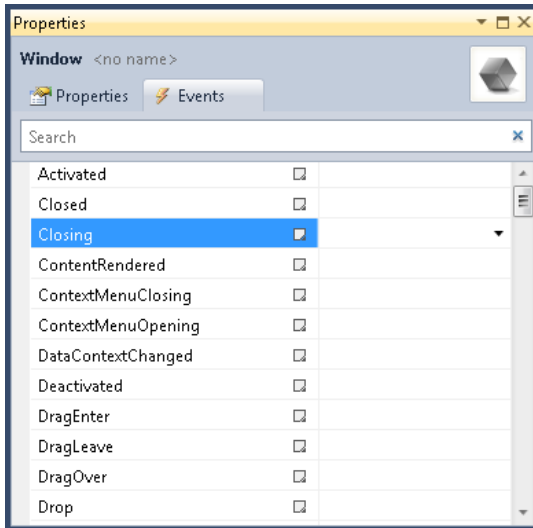 Properties
Window <no name>
Properties Events
Search
Activated
Closed
Closing
ContentRendered
ContextMenuClosing
ContextMenuOpening
DataContextChanged
Deactivated
DragEnter
DragLeave
DragOver
Drop